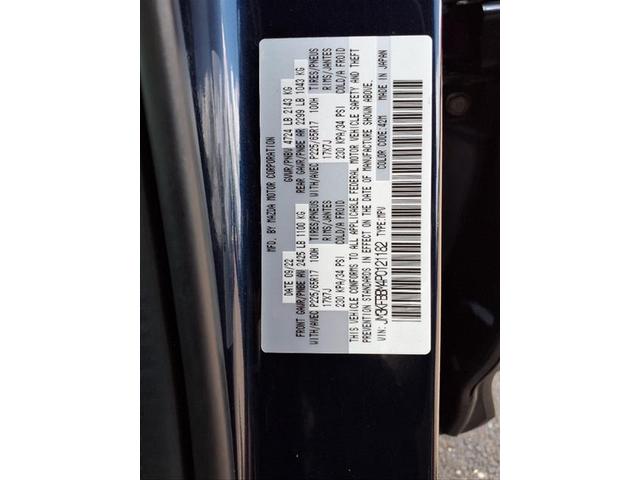 MFD. BY MAZDA MOTOR CORPORATION
DATE 09/22 GVWR/PNBV 4724 LB 2143 KG
FRONT GAWR/PNBE AV 2425 LB 1100 KG REAR GAWR/PNBE AR 2299 LB 1043 KG
WITH/AVEC P225/65R17 100H TIRES/PNEUS WITH/AVEC P225/65R17 100H TIRES/PNEUS
17X7J RIMS/JANTES 17X7J RIMS/JANTES
230 KPA/34 PSI COLD/A FROID 230 KPA/34 PSI COLD/A FROID
THIS VEHICLE CONFORMS TO ALL APPLICABLE FEDERAL MOTOR VEHICLE SAFETY AND THEFT
PREVENTION STANDARDS IN EFFECT ON THE DATE OF MANUFACTURE SHOWN ABOVE.
COLOR CODE:42M MADE IN JAPAN
VIN: JM3KFBBM4P0121182 TYPE:MPV